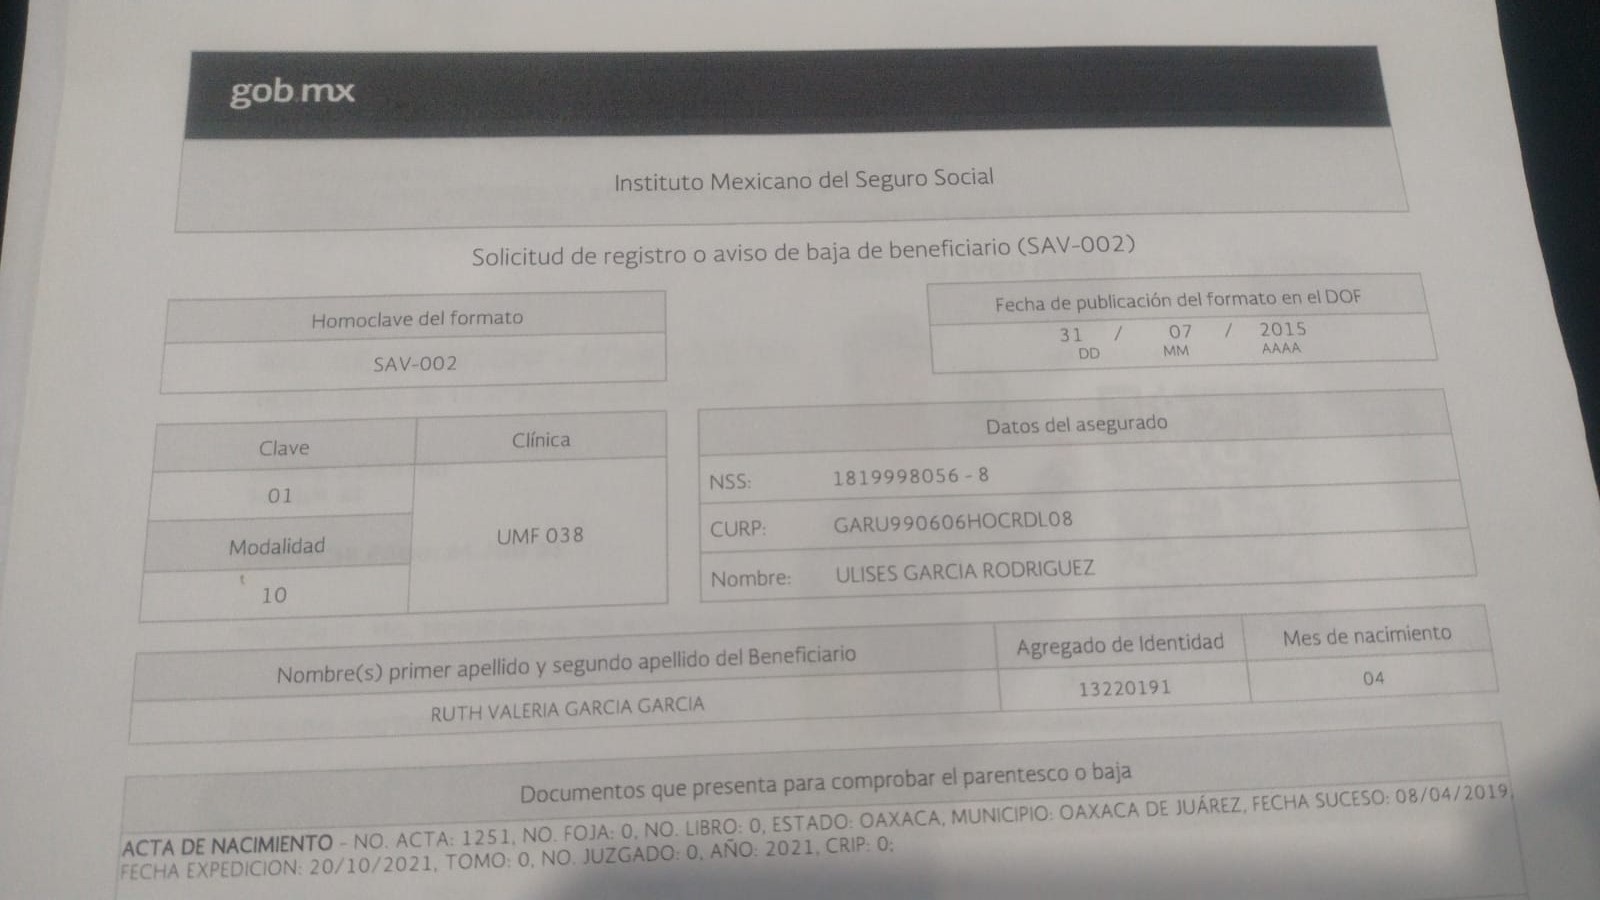 gob.mx
Instituto Mexicano del Seguro Social
Solicitud de registro o aviso de baja de beneficiario (SAV-002)
Homoclave del formato
SAV-002
Fecha de publicación del formato en el DOF
31 / 07 / 2015
DD MM AAAA
Clave
Clínica
01
Modalidad
10
UMF 038
Datos del asegurado
NSS: 1819998056 - 8
CURP: GARU990606HOCRDL08
Nombre: ULISES GARCIA RODRIGUEZ
Nombre(s) primer apellido y segundo apellido del Beneficiario
Agregado de Identidad
Mes de nacimiento
RUTH VALERIA GARCIA GARCIA
13220191
04
Documentos que presenta para comprobar el parentesco o baja
ACTA DE NACIMIENTO - NO. ACTA: 1251, NO. FOJA: 0, NO. LIBRO: 0, ESTADO: OAXACA, MUNICIPIO: OAXACA DE JUÁREZ, FECHA SUCESO: 08/04/2019,
FECHA EXPEDICION: 20/10/2021, TOMO: 0, NO. JUZGADO: 0, AÑO: 2021, CRIP: 0;